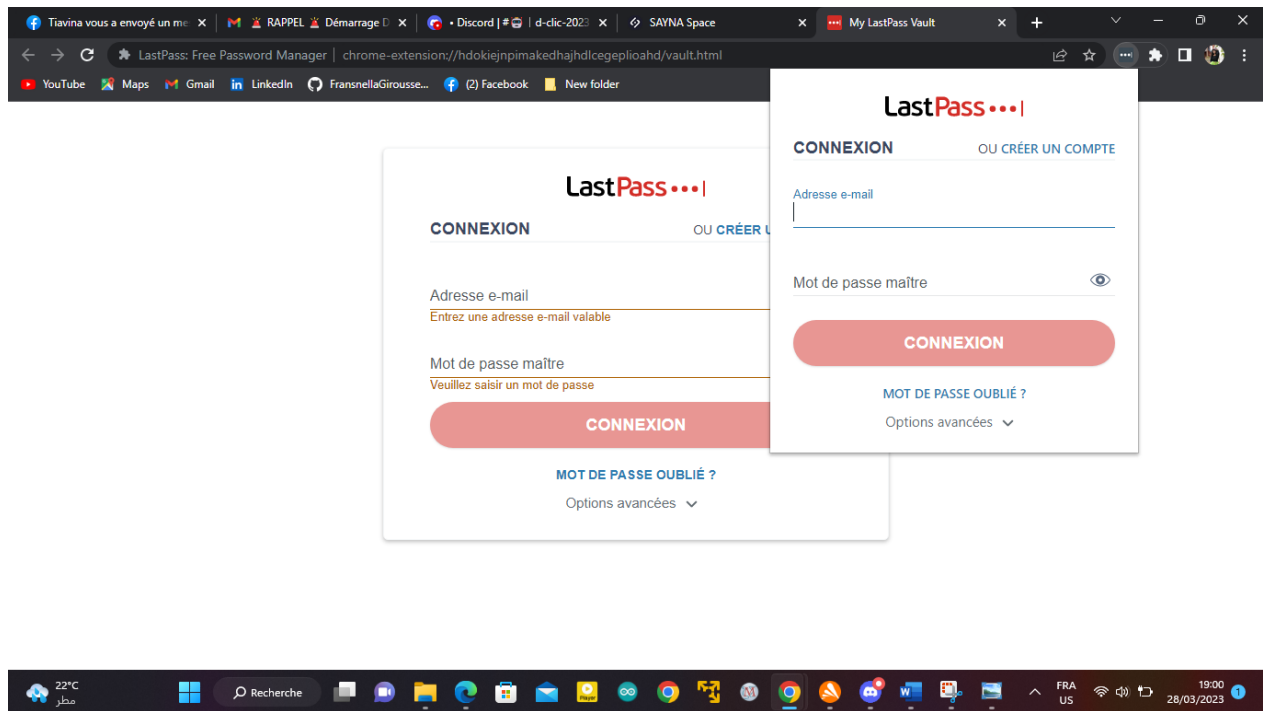 Tiavina vous a envoyé un me
RAPPEL Démarrage D
• Discord | # | d-clic-2023
SAYNA Space
My LastPass Vault
LastPass: Free Password Manager | chrome-extension://hdokiejnpimakedhajhdlcegeplioahd/vault.html
YouTube
Maps
Gmail
LinkedIn
FransnellaGirousse...
(2) Facebook
New folder
LastPass
CONNEXION
OU CRÉER U
Adresse e-mail
Entrez une adresse e-mail valable
Mot de passe maître
Veuillez saisir un mot de passe
CONNEXION
MOT DE PASSE OUBLIÉ ?
Options avancées
LastPass
CONNEXION
OU CRÉER UN COMPTE
Adresse e-mail
Mot de passe maître
CONNEXION
MOT DE PASSE OUBLIÉ ?
Options avancées
22°C
مطر
Recherche
FRA
US
19:00
28/03/2023
1